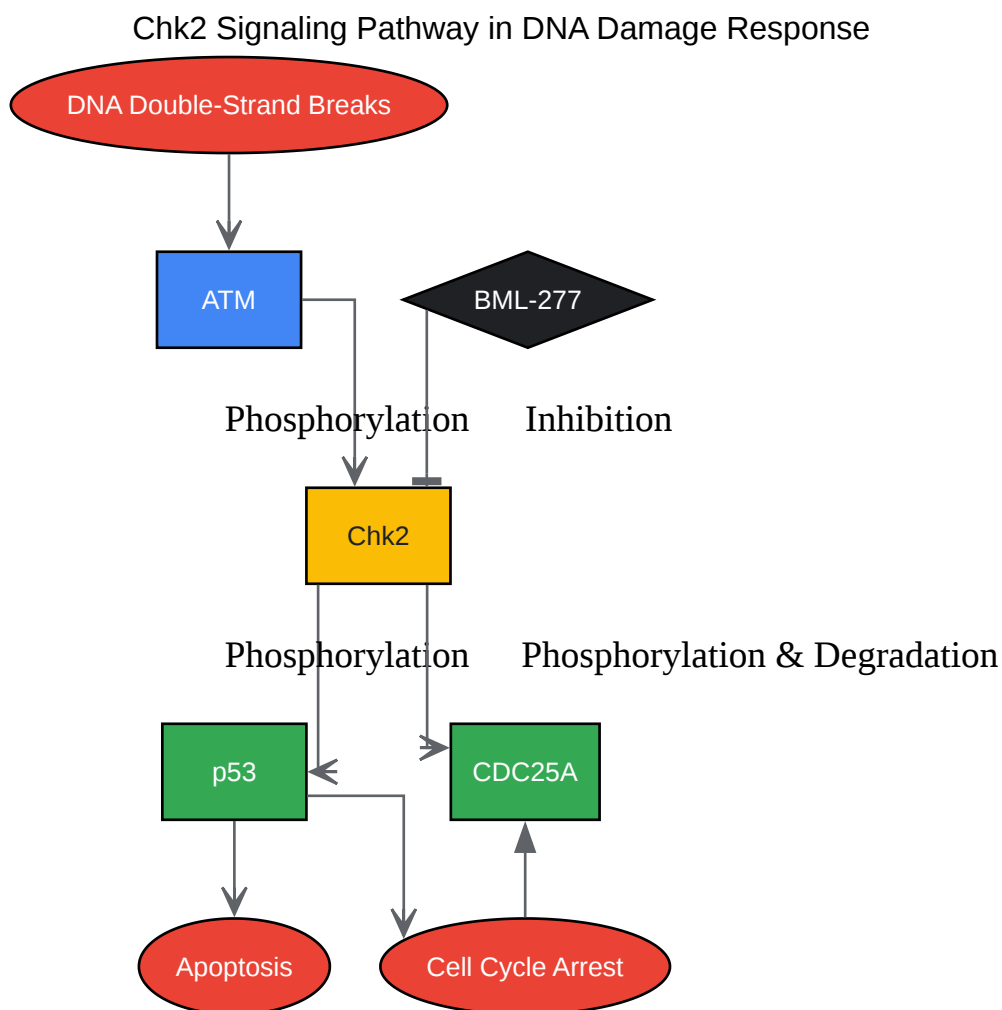 Chk2 Signaling Pathway in DNA Damage Response
DNA Double-Strand Breaks
ATM
BML-277
Phosphorylation
Inhibition
Chk2
Phosphorylation
Phosphorylation & Degradation
p53
CDC25A
Apoptosis
Cell Cycle Arrest